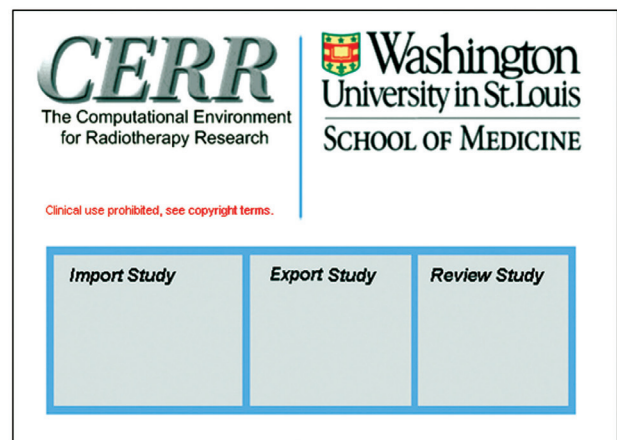 CERR
The Computational Environment
for Radiotherapy Research
Washington
University in St.Louis
SCHOOL OF MEDICINE
Clinical use prohibited, see copyright terms.
Import Study
Export Study
Review Study